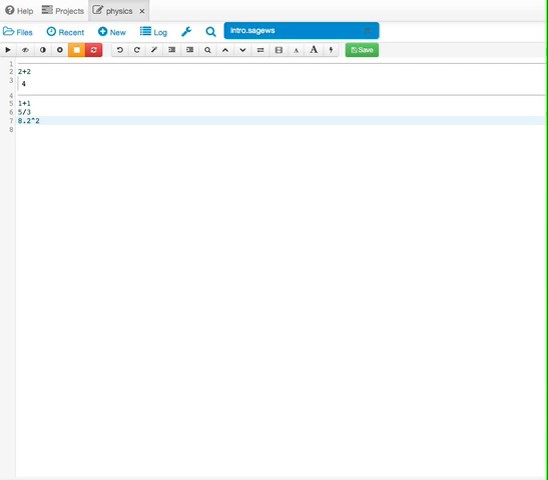 Help Projects physics ×
Files Recent New Log intro.sagews
A A Save
1
2 2+2
3 4
4
5 1+1
6 5/3
7 8.2^2
8